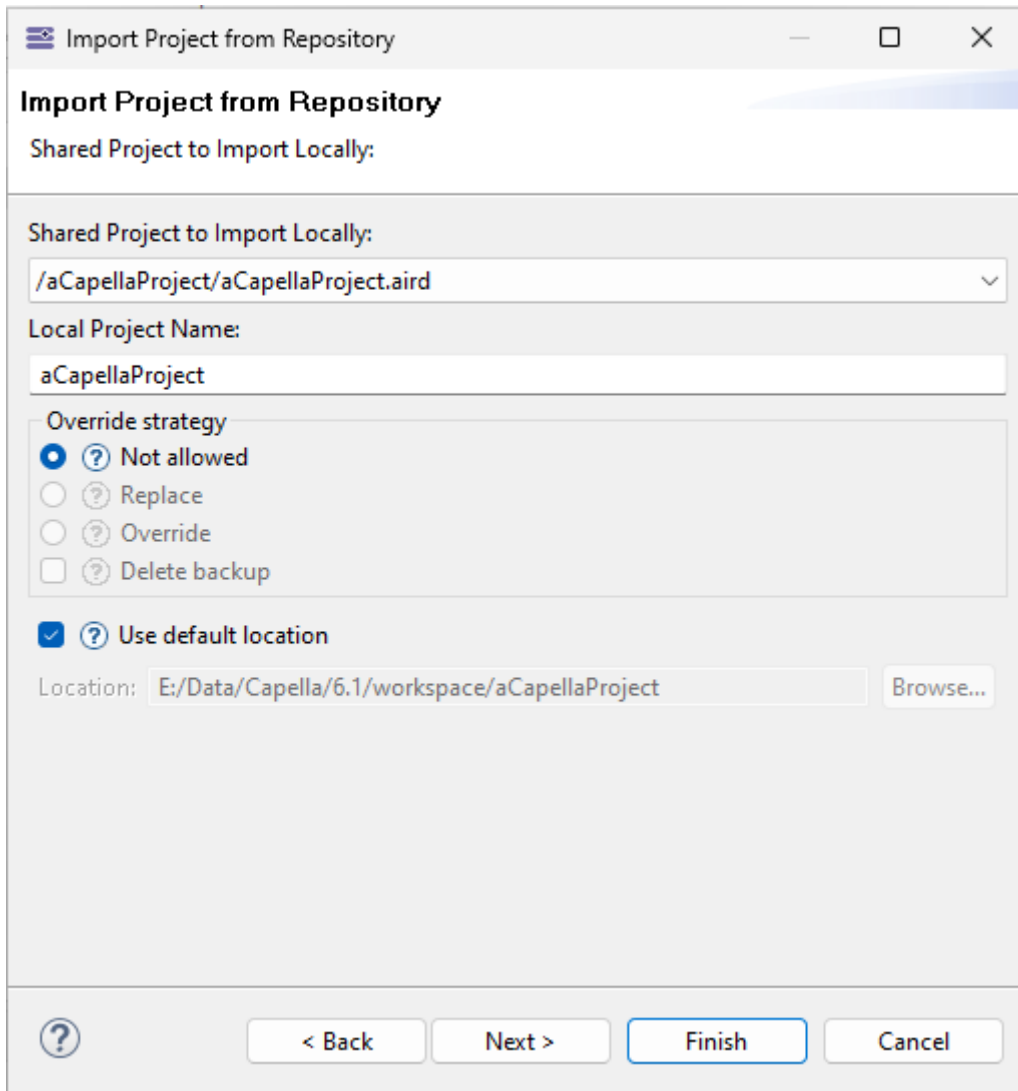 Import Project from Repository
Import Project from Repository
Shared Project to Import Locally:
Shared Project to Import Locally:
/aCapellaProject/aCapellaProject.aird
Local Project Name:
aCapellaProject
Override strategy
? Not allowed
? Replace
? Override
? Delete backup
? Use default location
Location: E:/Data/Capella/6.1/workspace/aCapellaProject Browse...
? < Back Next > Finish Cancel